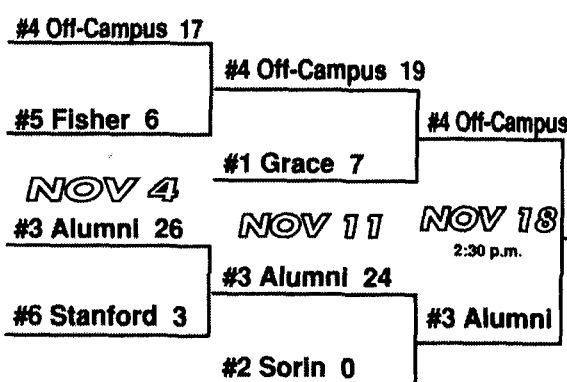 #4 Off-Campus 17
#5 Fisher 6
NOV 4
#3 Alumni 26
#6 Stanford 3
#4 Off-Campus 19
#1 Grace 7
NOV 11
#3 Alumni 24
#2 Sorin 0
#4 Off-Campus
NOV 18
2:30 p.m.
#3 Alumni